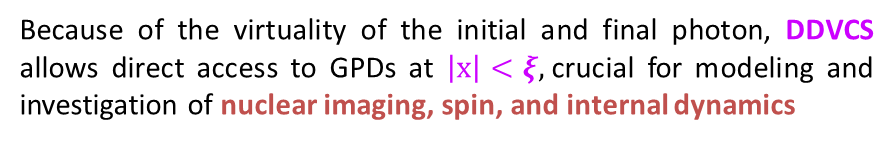 Because of the virtuality of the initial and final photon, DDVCS
allows direct access to GPDs at |x| < ξ, crucial for modeling and
investigation of nuclear imaging, spin, and internal dynamics